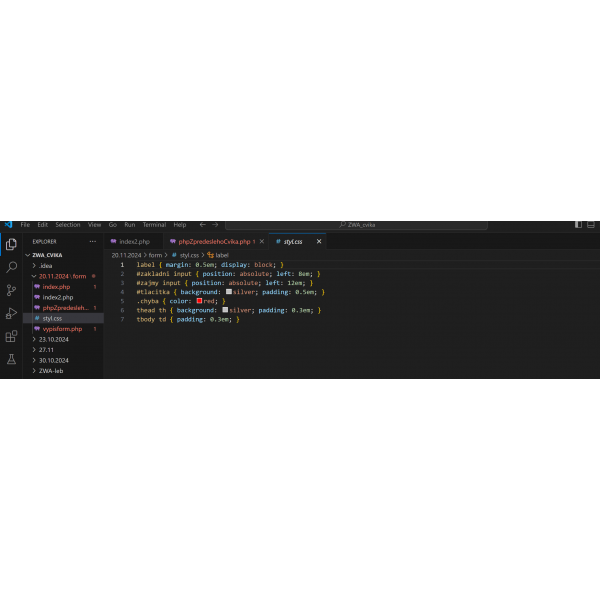 File Edit Selection View Go Run Terminal Help ZWA_cvika
EXPLORER
index2.php phpZpredeslehoCvika.php 1 styl.css
ZWA_CVIKA
20.11.2024 > form > styl.css > label
.idea
20.11.2024 \ form
index.php 1
index2.php
phpZpredesleh... 1
styl.css
vypisform.php 1
23.10.2024
27.11
30.10.2024
ZWA-leb
1 label { margin: 0.5em; display: block; }
2 #zakladni input { position: absolute; left: 8em; }
3 #zajmy input { position: absolute; left: 12em; }
4 #tlacitka { background: silver; padding: 0.5em; }
5 .chyba { color: red; }
6 thead th { background: silver; padding: 0.3em; }
7 tbody td { padding: 0.3em; }